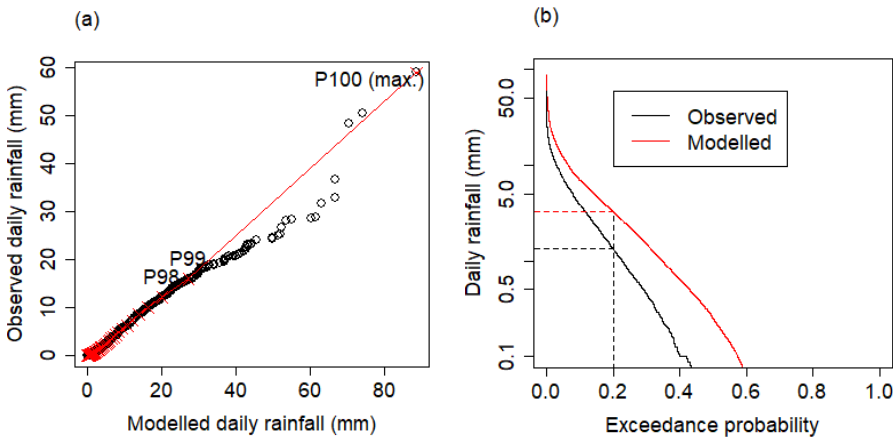 (a)
Observed daily rainfall (mm)
60
50
40
30
20
10
0
P100 (max.)
P99
P98
0 20 40 60 80
Modelled daily rainfall (mm)
(b)
Daily rainfall (mm)
50.0
5.0
0.5
0.1
Observed
Modelled
0.0 0.2 0.4 0.6 0.8 1.0
Exceedance probability